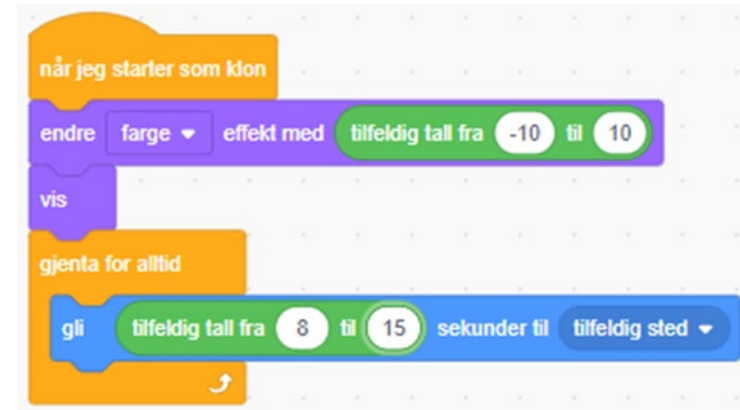 når jeg starter som klon
endre farge effekt med tilfeldig tall fra -10 til 10
vis
gjenta for alltid
gli tilfeldig tall fra 8 til 15 sekunder til tilfeldig sted